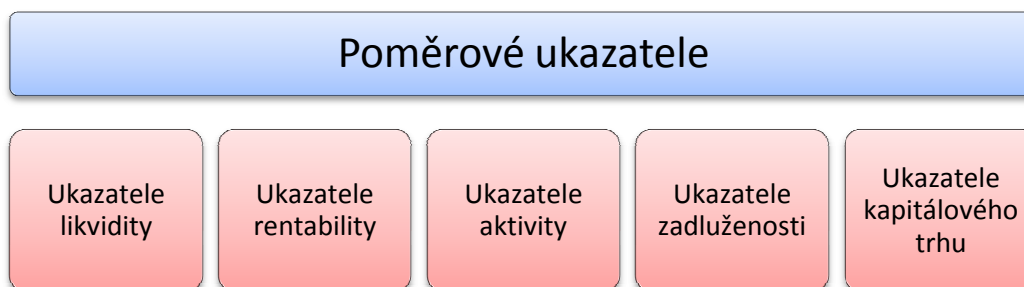 Poměrové ukazatele
Ukazatele
likvidity
Ukazatele
rentability
Ukazatele
aktivity
Ukazatele
zadluženosti
Ukazatele
kapitálového
trhu